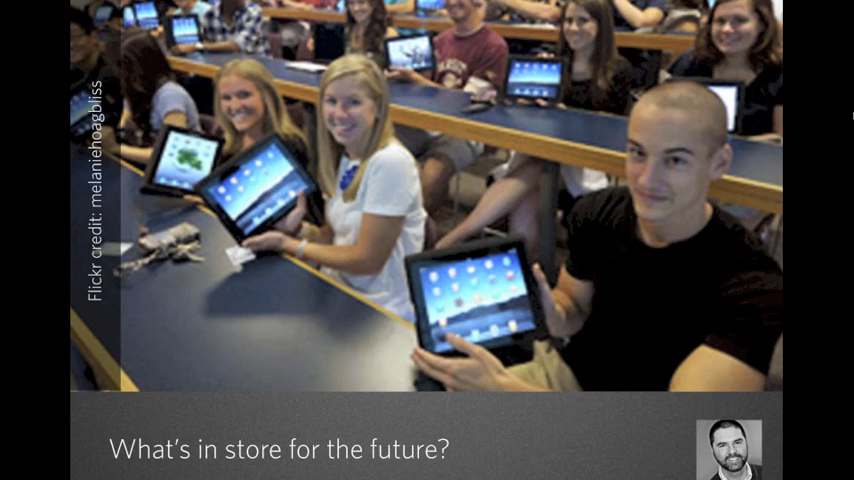 Flickr credit: melaniehoagbliss
What's in store for the future?